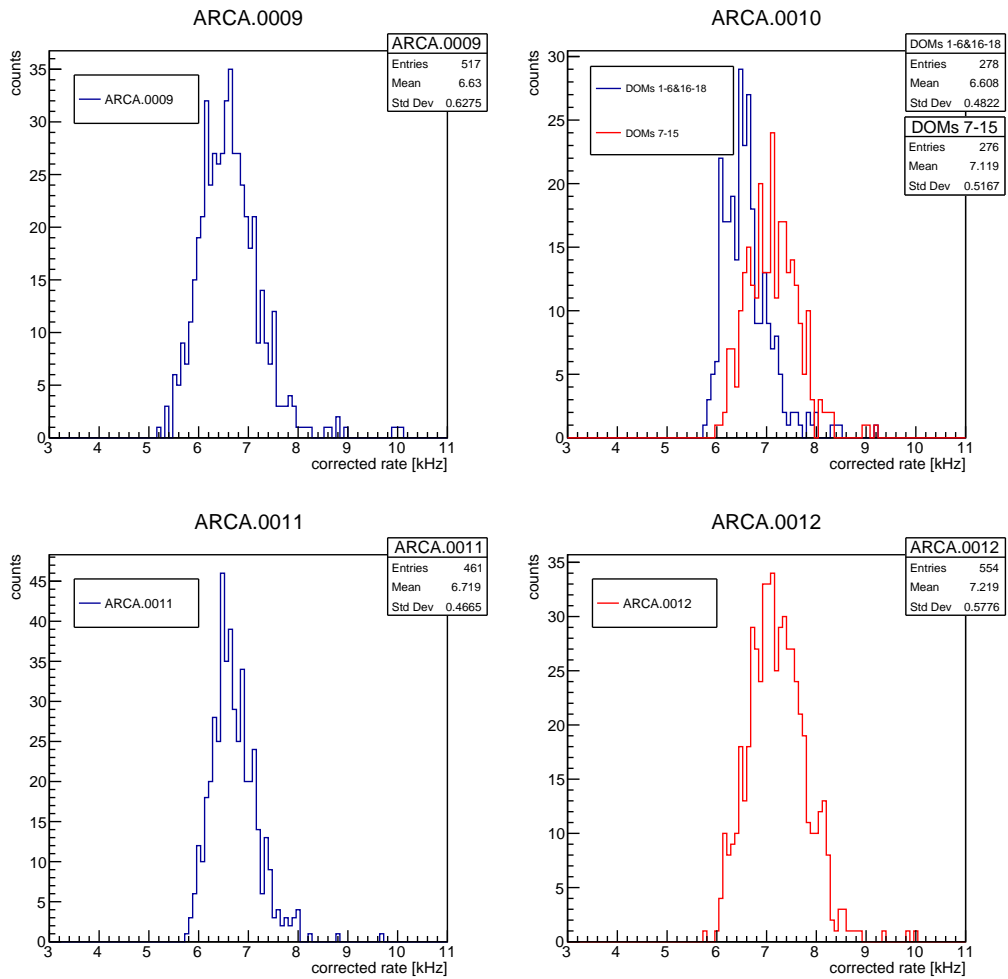 ARCA.0009
counts
35
30
25
20
15
10
5
0
3 4 5 6 7 8 9 10 11
corrected rate [kHz]
ARCA.0009
ARCA.0009
Entries 517
Mean 6.63
Std Dev 0.6275
ARCA.0010
counts
30
25
20
15
10
5
0
3 4 5 6 7 8 9 10 11
corrected rate [kHz]
DOMs 1-6&16-18
DOMs 7-15
DOMs 1-6&16-18
Entries 278
Mean 6.608
Std Dev 0.4822
DOMs 7-15
Entries 276
Mean 7.119
Std Dev 0.5167
ARCA.0011
counts
45
40
35
30
25
20
15
10
5
0
3 4 5 6 7 8 9 10 11
corrected rate [kHz]
ARCA.0011
ARCA.0011
Entries 461
Mean 6.719
Std Dev 0.4665
ARCA.0012
counts
35
30
25
20
15
10
5
0
3 4 5 6 7 8 9 10 11
corrected rate [kHz]
ARCA.0012
ARCA.0012
Entries 554
Mean 7.219
Std Dev 0.5776